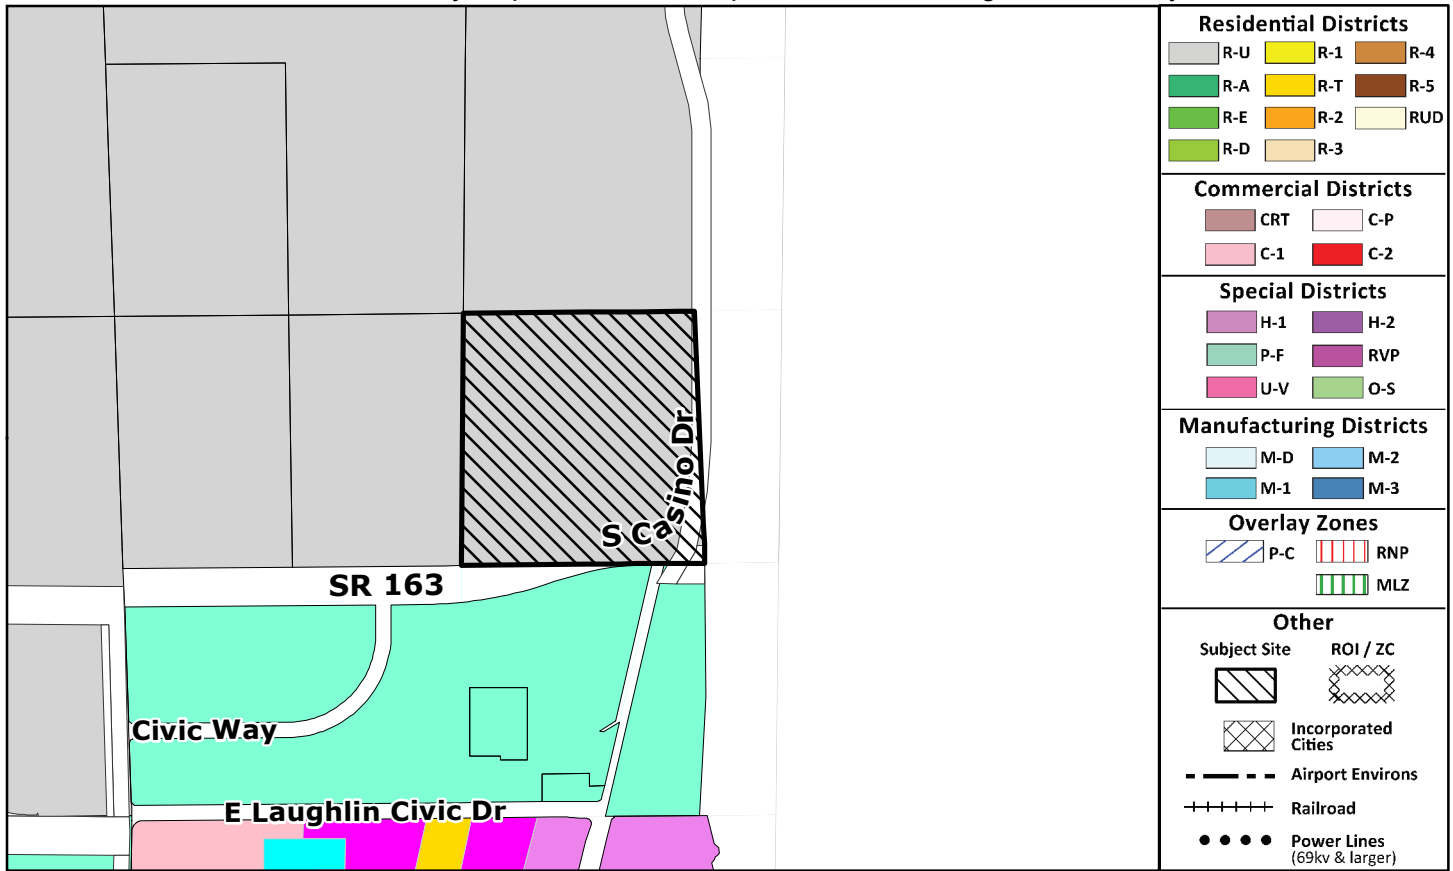 S Casino Dr
SR 163
Civic Way
E Laughlin Civic Dr
Residential Districts
R-U R-1 R-4
R-A R-T R-5
R-E R-2 RUD
R-D R-3
Commercial Districts
CRT C-P
C-1 C-2
Special Districts
H-1 H-2
P-F RVP
U-V O-S
Manufacturing Districts
M-D M-2
M-1 M-3
Overlay Zones
P-C RNP
MLZ
Other
Subject Site ROI / ZC
Incorporated
Cities
Airport Environs
Railroad
Power Lines
(69kv & larger)